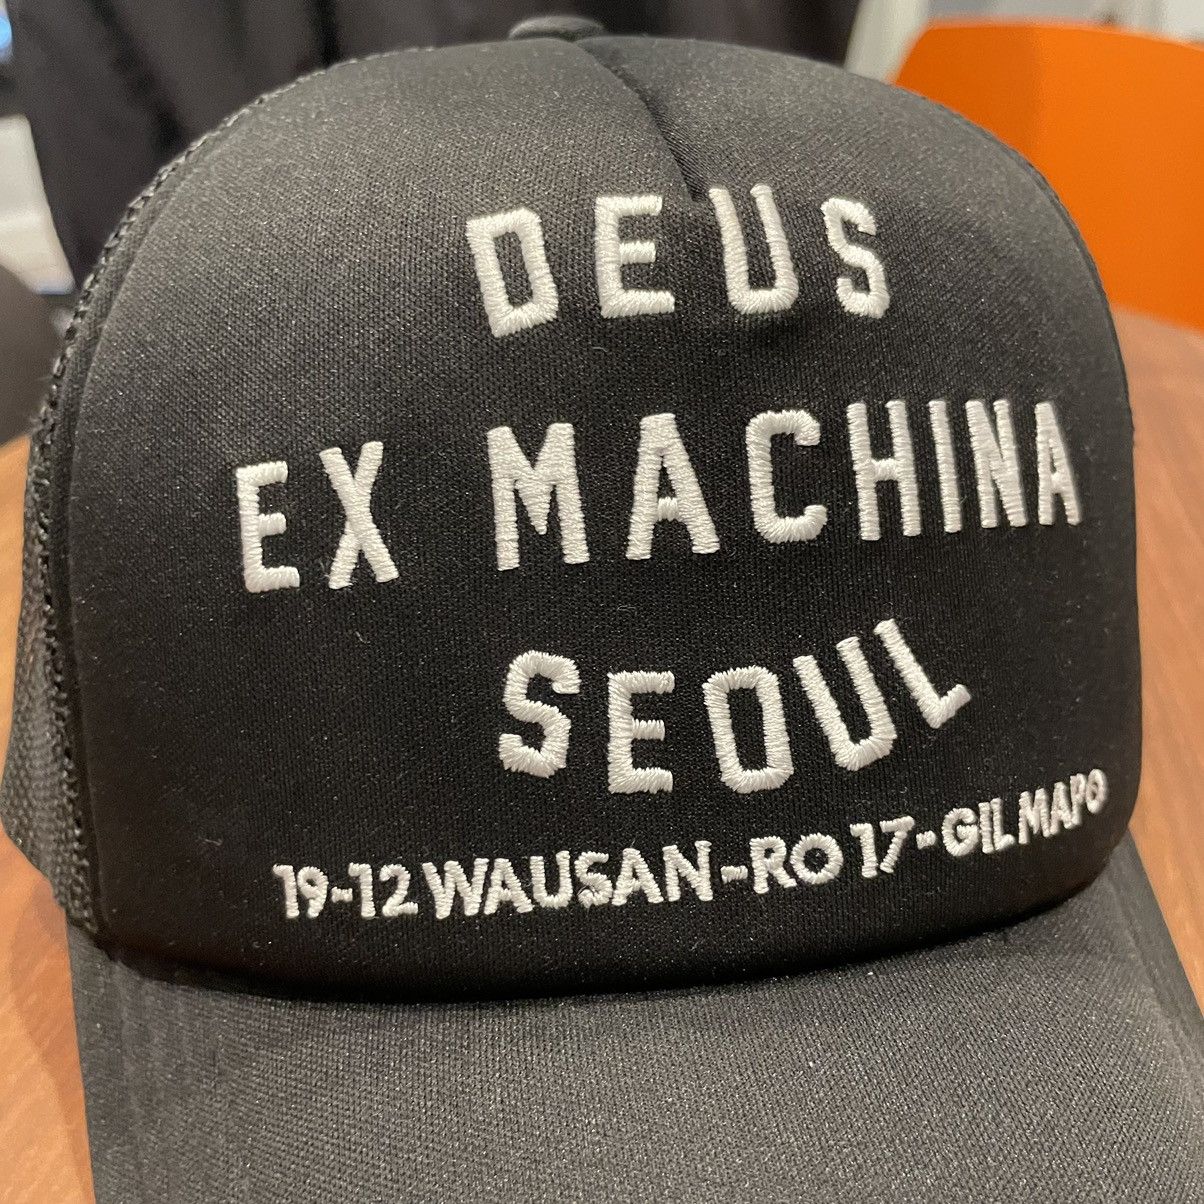 DEUS
EX MACHINA
SEOUL
19-12 WAUSAN-RO 17-GIL MAPO